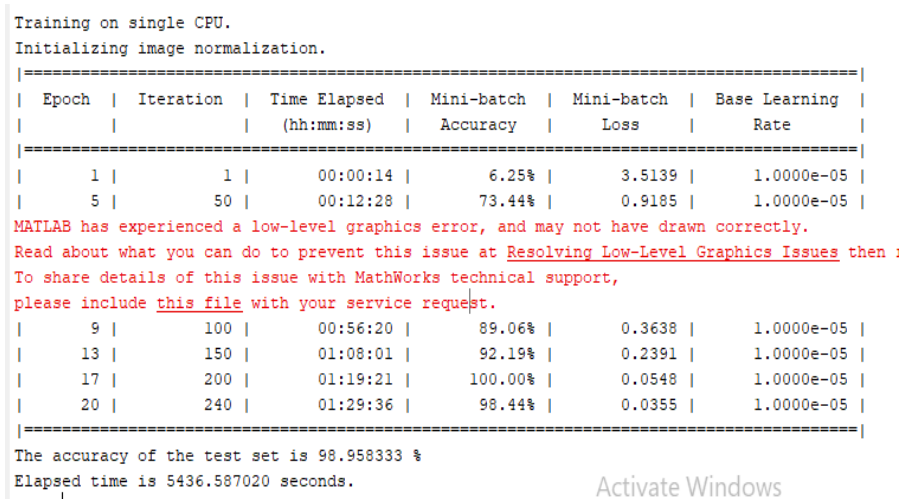 Training on single CPU.
Initializing image normalization.
|========================================================================================|
| Epoch | Iteration | Time Elapsed | Mini-batch | Mini-batch | Base Learning |
| | | (hh:mm:ss) | Accuracy | Loss | Rate |
|========================================================================================|
| 1 | 1 | 00:00:14 | 6.25% | 3.5139 | 1.0000e-05 |
| 5 | 50 | 00:12:28 | 73.44% | 0.9185 | 1.0000e-05 |
MATLAB has experienced a low-level graphics error, and may not have drawn correctly.
Read about what you can do to prevent this issue at Resolving Low-Level Graphics Issues then
To share details of this issue with MathWorks technical support,
please include this file with your service request.
| 9 | 100 | 00:56:20 | 89.06% | 0.3638 | 1.0000e-05 |
| 13 | 150 | 01:08:01 | 92.19% | 0.2391 | 1.0000e-05 |
| 17 | 200 | 01:19:21 | 100.00% | 0.0548 | 1.0000e-05 |
| 20 | 240 | 01:29:36 | 98.44% | 0.0355 | 1.0000e-05 |
|========================================================================================|
The accuracy of the test set is 98.958333 %
Elapsed time is 5436.587020 seconds.
Activate Windows